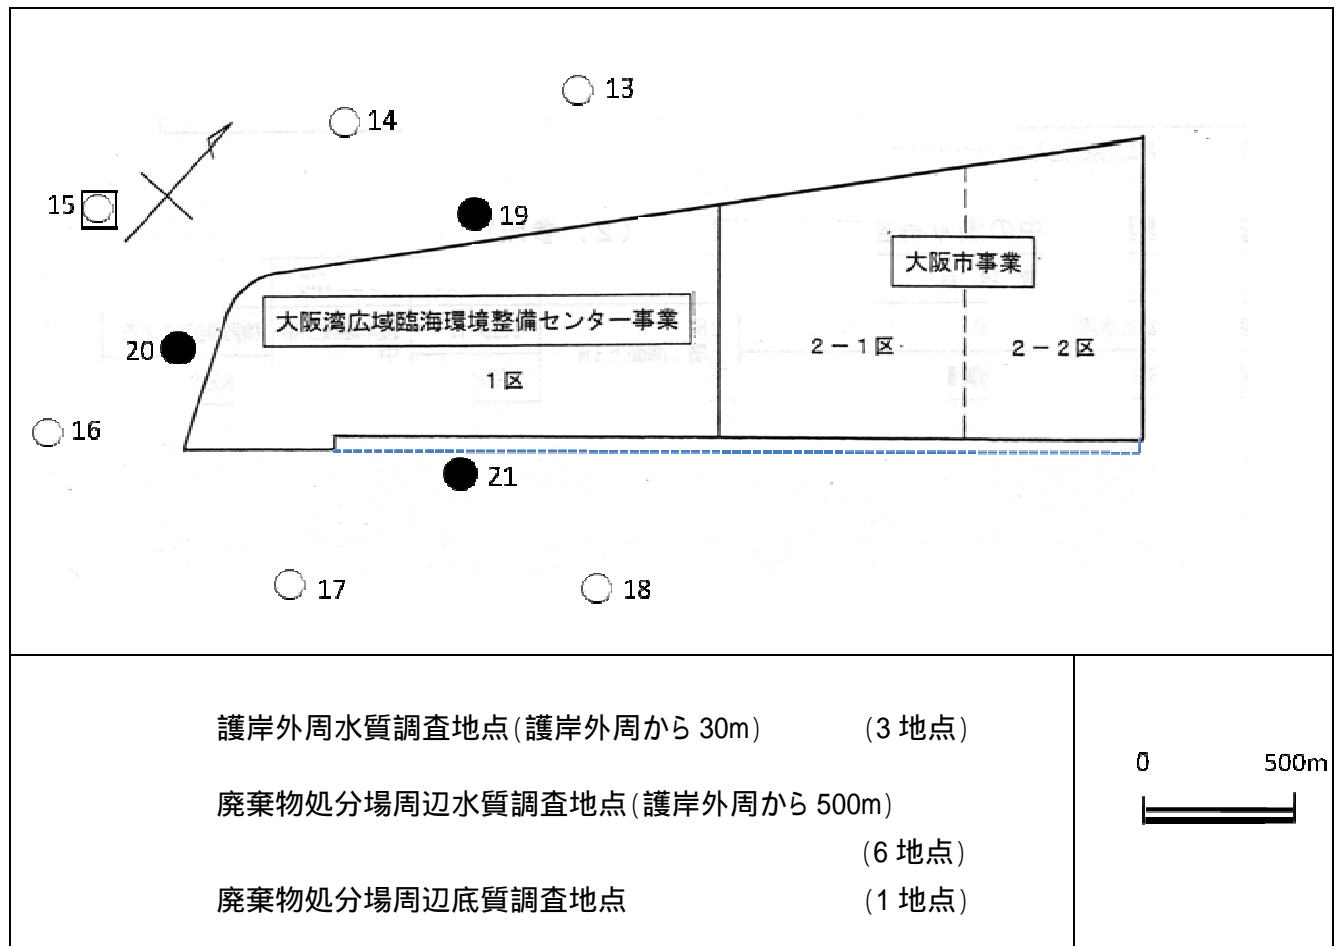 13
14
15
19
大阪市事業
大阪湾広域臨海環境整備センター事業
20
2－1区
2－2区
1区
16
21
17
18
護岸外周水質調査地点(護岸外周から 30m) (3 地点)
廃棄物処分場周辺水質調査地点(護岸外周から 500m)
(6 地点)
廃棄物処分場周辺底質調査地点 (1 地点)
0 500m